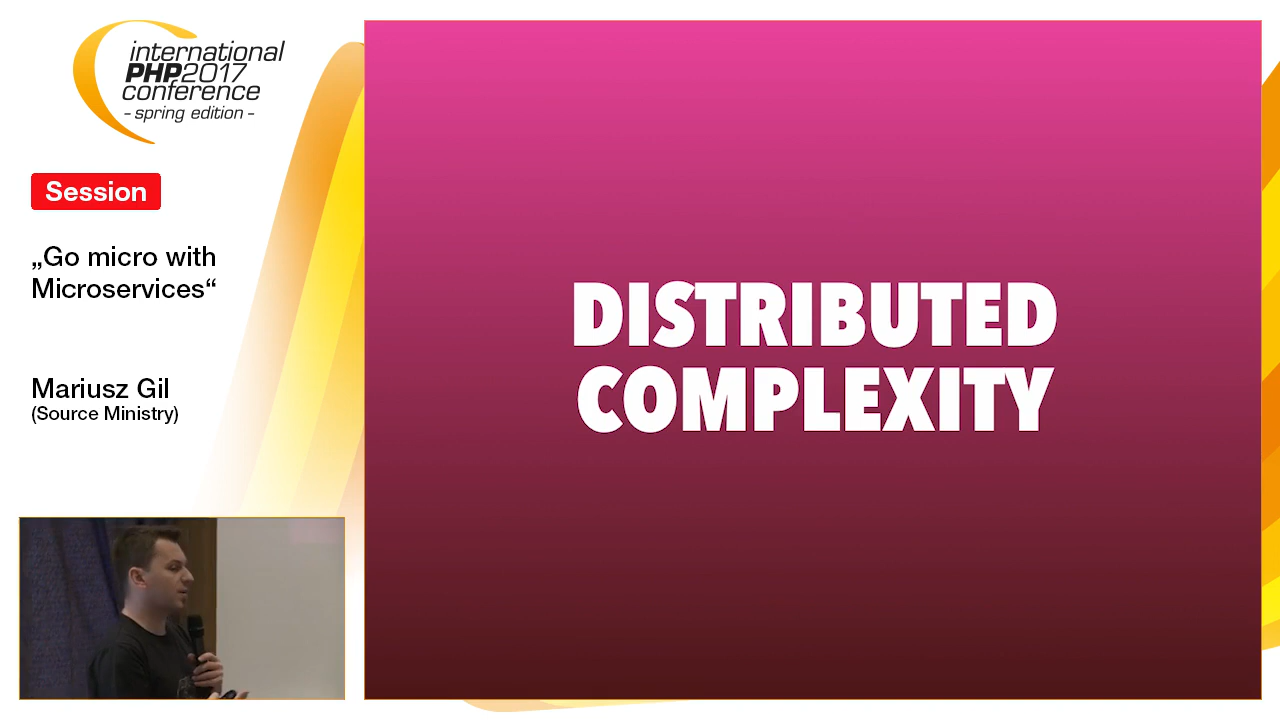 international
PHP2017
conference
- spring edition -
Session
„Go micro with
Microservices“
Mariusz Gil
(Source Ministry)
DISTRIBUTED
COMPLEXITY